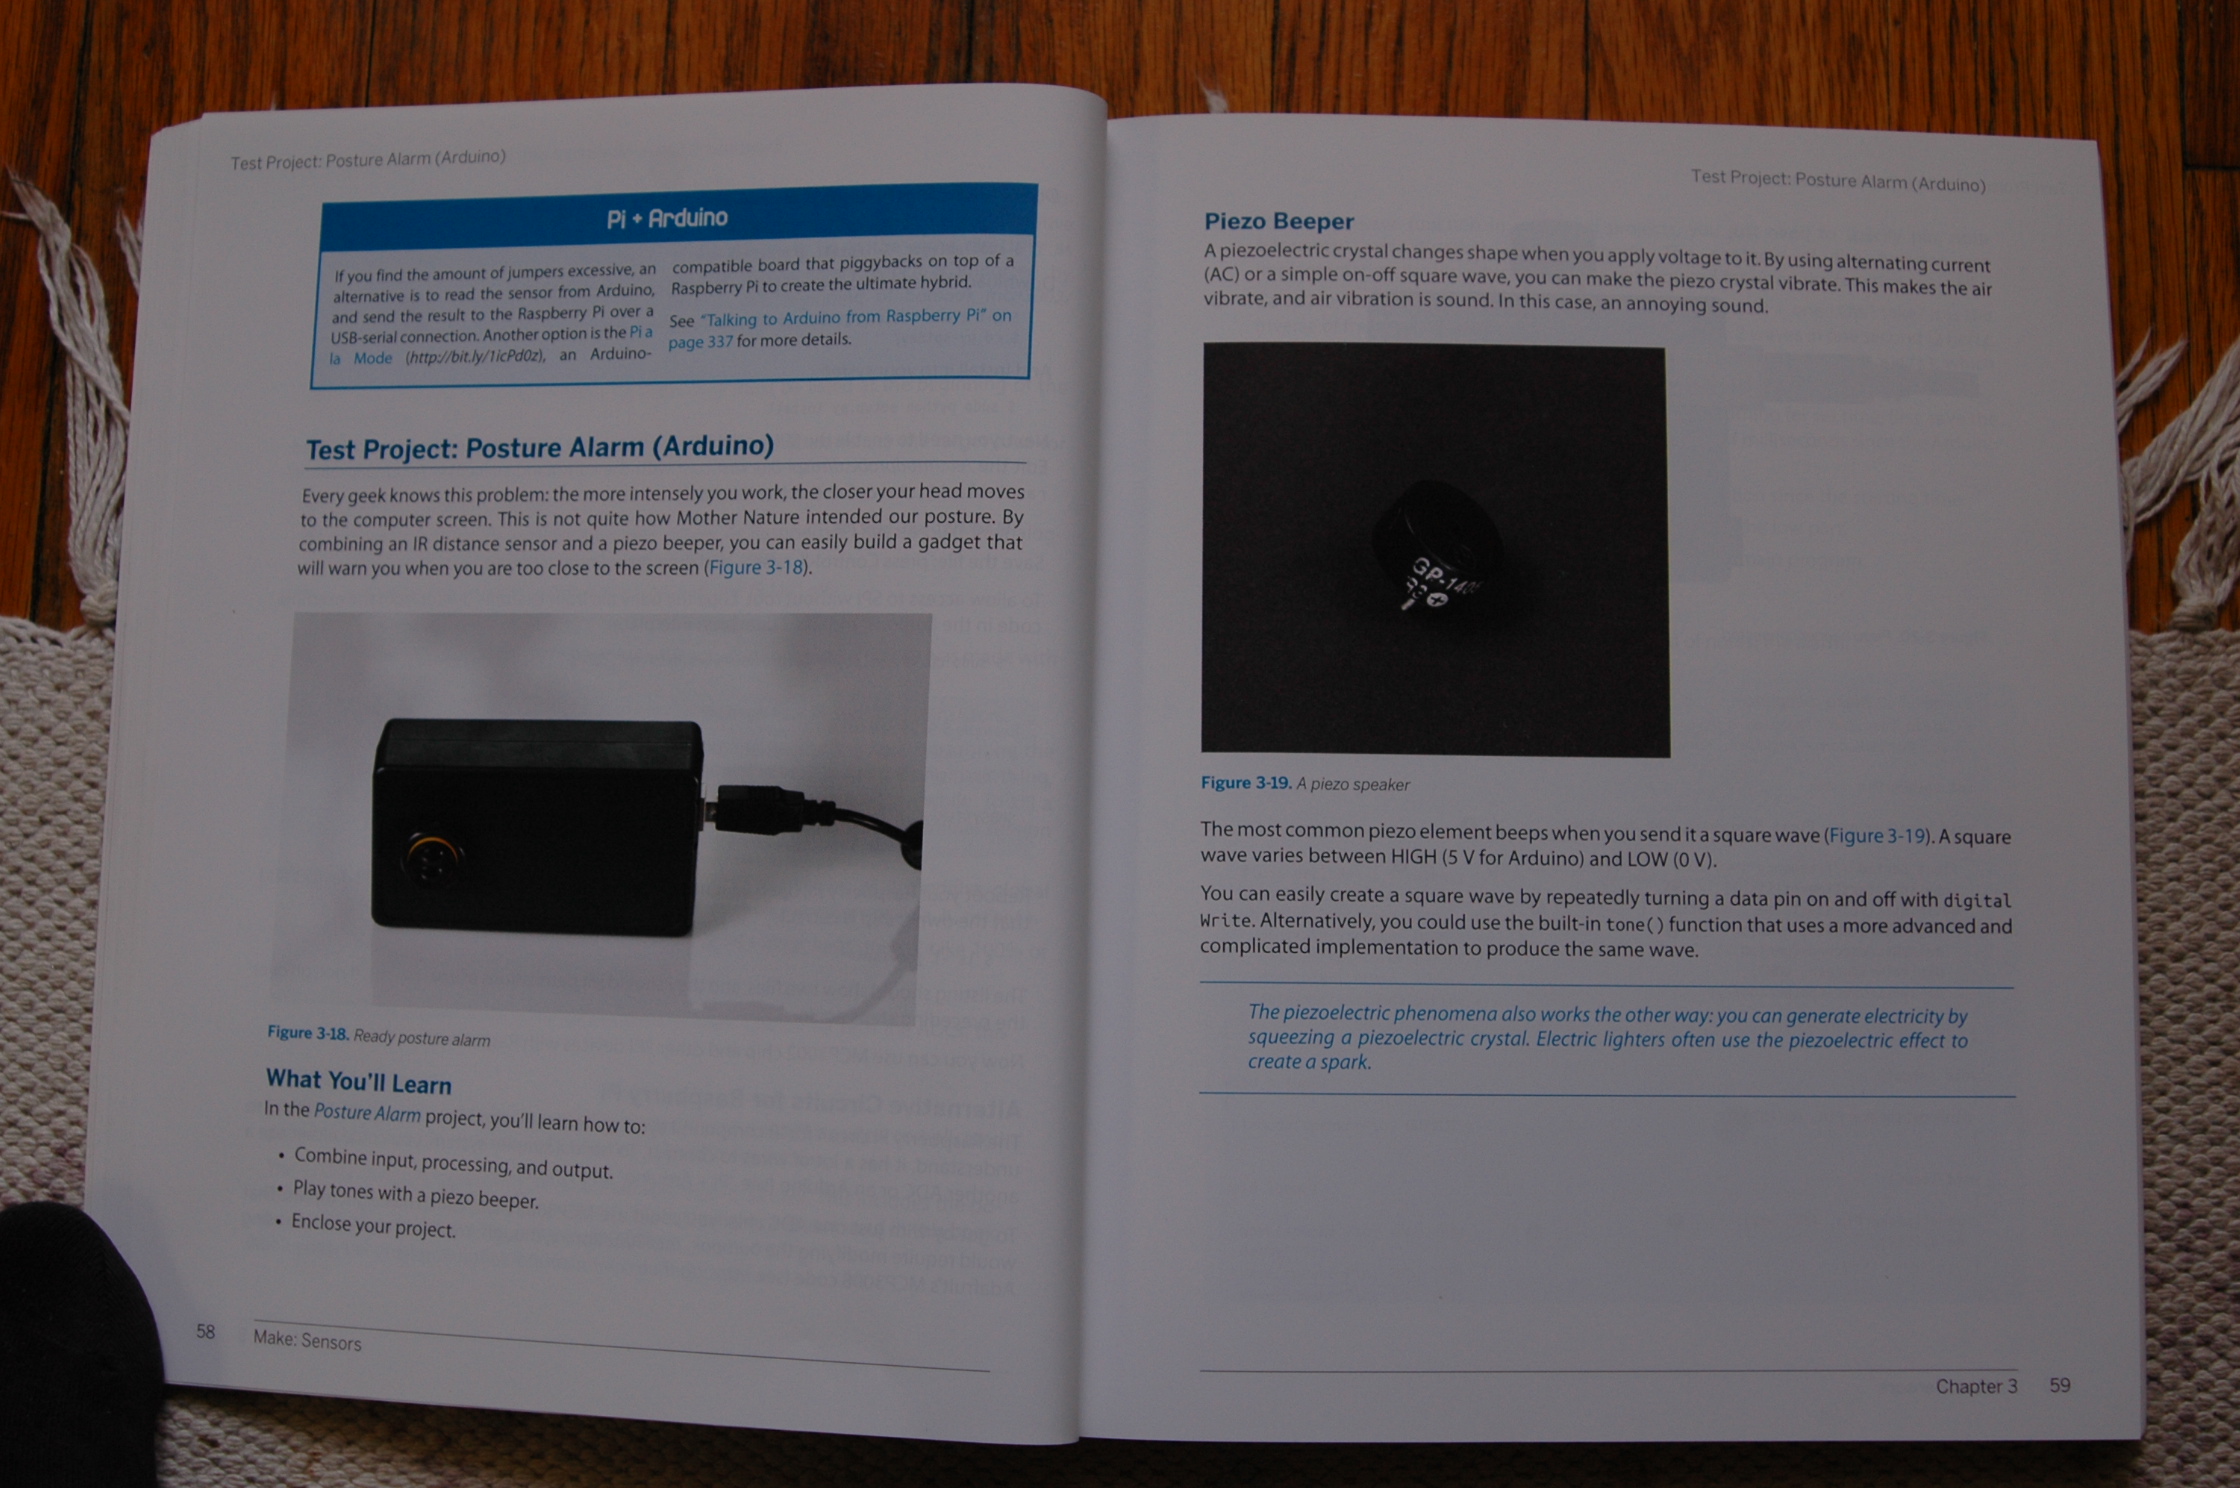 Test Project: Posture Alarm (Arduino)
Pi + Arduino
If you find the amount of jumpers excessive, an
alternative is to read the sensor from Arduino,
and send the result to the Raspberry Pi over a
USB-serial connection. Another option is the Pi a
la Mode (http://bit.ly/1icPd0z), an Arduino-
compatible board that piggybacks on top of a
Raspberry Pi to create the ultimate hybrid.
See "Talking to Arduino from Raspberry Pi" on
page 337 for more details.
Test Project: Posture Alarm (Arduino)
Every geek knows this problem: the more intensely you work, the closer your head moves
to the computer screen. This is not quite how Mother Nature intended our posture. By
combining an IR distance sensor and a piezo beeper, you can easily build a gadget that
will warn you when you are too close to the screen (Figure 3-18).
Figure 3-18. Ready posture alarm
What You'll Learn
In the Posture Alarm project, you'll learn how to:
• Combine input, processing, and output.
• Play tones with a piezo beeper.
• Enclose your project.
58
Make: Sensors
Test Project: Posture Alarm (Arduino)
Piezo Beeper
A piezoelectric crystal changes shape when you apply voltage to it. By using alternating current
(AC) or a simple on-off square wave, you can make the piezo crystal vibrate. This makes the air
vibrate, and air vibration is sound. In this case, an annoying sound.
Figure 3-19. A piezo speaker
The most common piezo element beeps when you send it a square wave (Figure 3-19). A square
wave varies between HIGH (5 V for Arduino) and LOW (0 V).
You can easily create a square wave by repeatedly turning a data pin on and off with digital
Write. Alternatively, you could use the built-in tone() function that uses a more advanced and
complicated implementation to produce the same wave.
The piezoelectric phenomena also works the other way: you can generate electricity by
squeezing a piezoelectric crystal. Electric lighters often use the piezoelectric effect to
create a spark.
Chapter 3
59